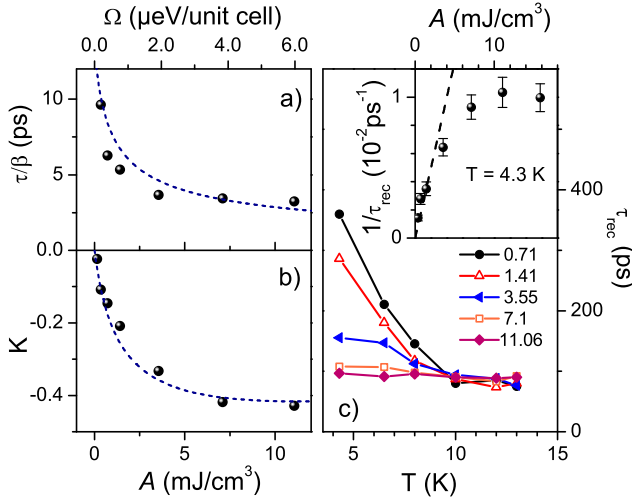 Ω (µeV/unit cell)
0.0 2.0 4.0 6.0
a)
τ/β (ps)
10
5
0.0
b)
K
-0.2
-0.4
0 5 10
A (mJ/cm³)
A (mJ/cm³)
0 10
1/τrec (10⁻²ps⁻¹)
1
0
T = 4.3 K
400
200
0
τrec (ps)
0.71
1.41
3.55
7.1
11.06
c)
4 6 8 10 12 14 15
T (K)